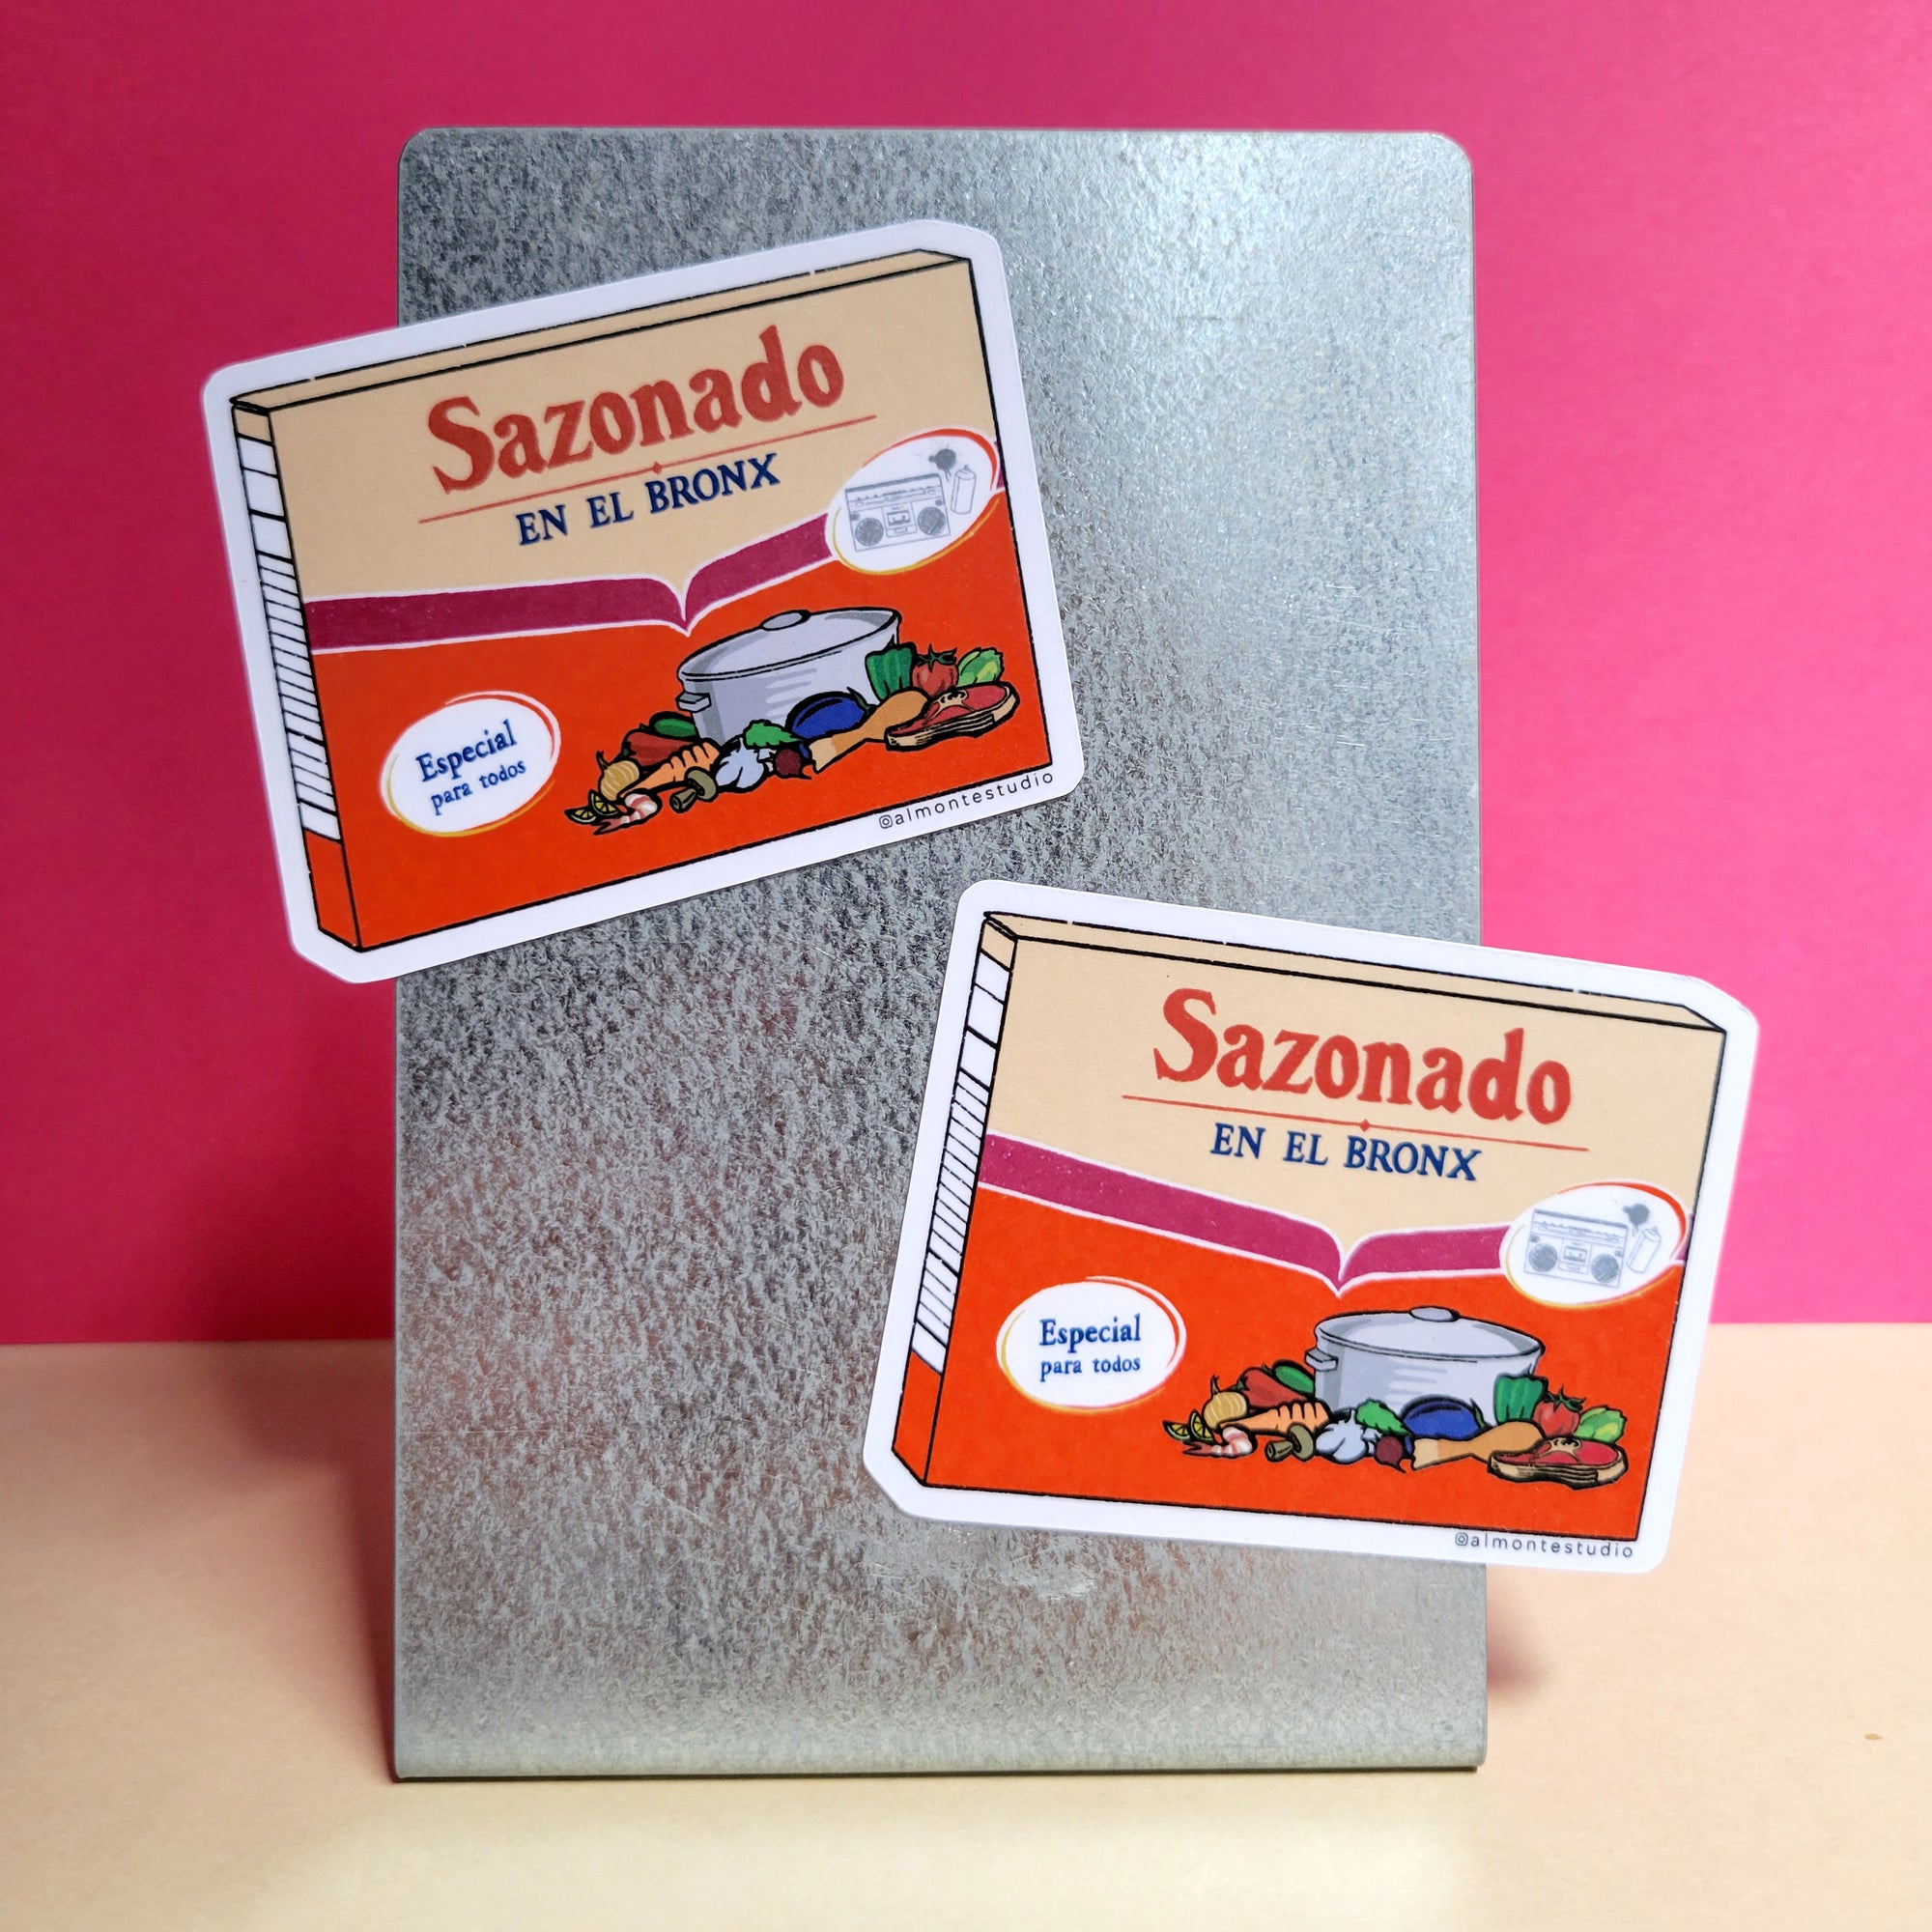 Sazonado
EN EL BRONX
Especial
para todos
@almontestudio
Sazonado
EN EL BRONX
Especial
para todos
@almontestudio